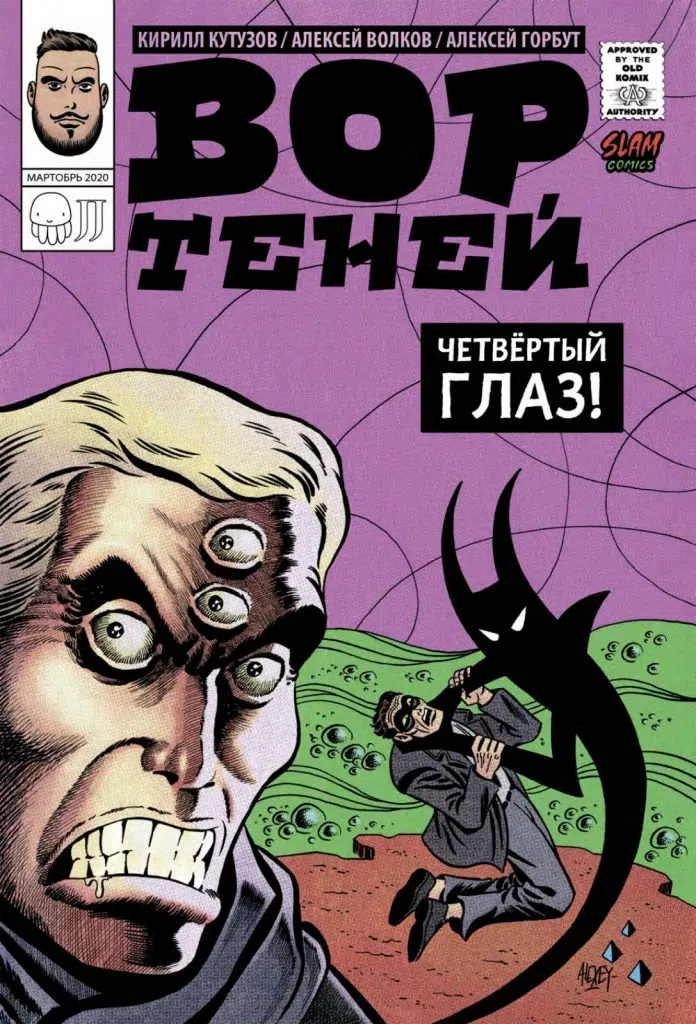 КИРИЛЛ КУТУЗОВ / АЛЕКСЕЙ ВОЛКОВ / АЛЕКСЕЙ ГОРБУТ
ВОР
ТЕНЕЙ
МАРТОБРЬ 2020
APPROVED
BY THE
OLD
KOMIX
AUTHORITY
SLAM
COMICS
ЧЕТВЁРТЫЙ
ГЛАЗ!
ALEXEY